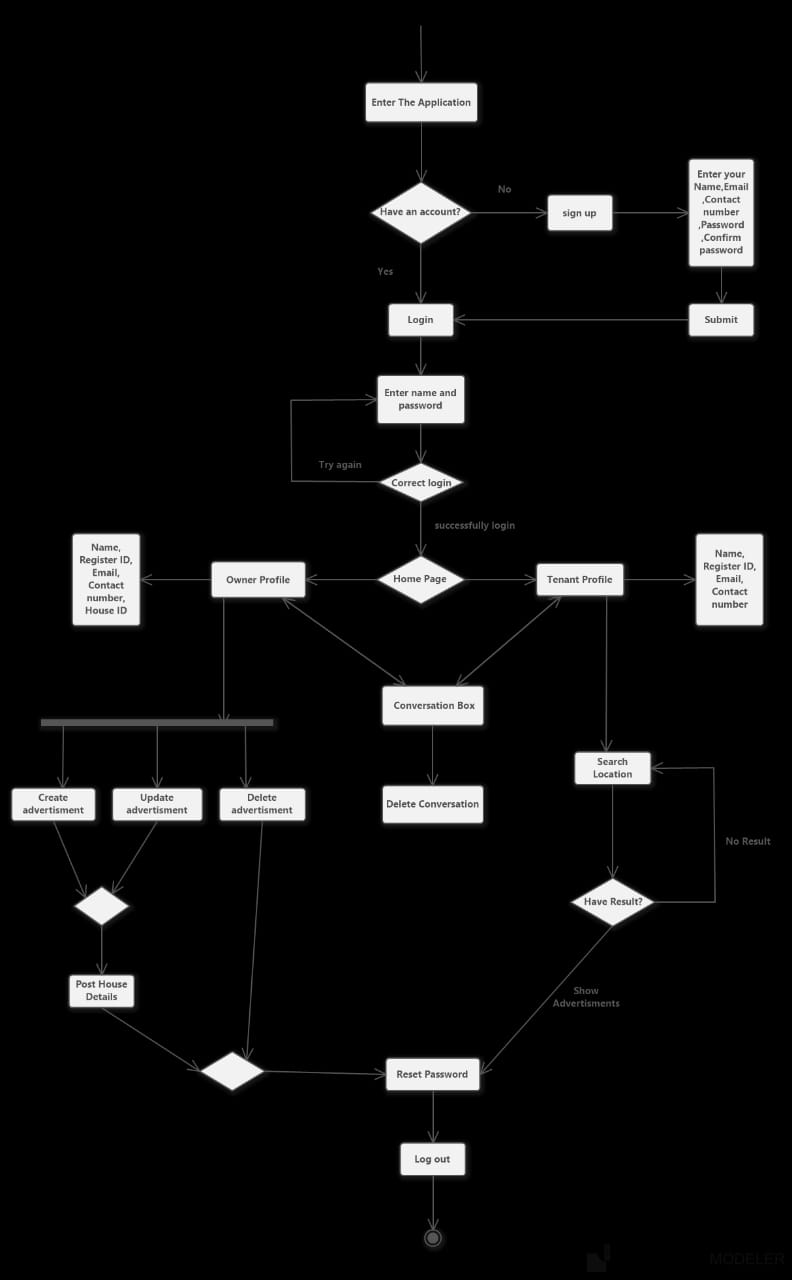 Enter The Application
Have an account?
No
sign up
Enter your
Name,Email
,Contact
number
,Password
,Confirm
password
Yes
Login
Submit
Enter name and
password
Try again
Correct login
successfully login
Name,
Register ID,
Email,
Contact
number,
House ID
Owner Profile
Home Page
Tenant Profile
Name,
Register ID,
Email,
Contact
number
Conversation Box
Search
Location
Create
advertisment
Update
advertisment
Delete
advertisment
Delete Conversation
No Result
Have Result?
Post House
Details
Show
Advertisments
Reset Password
Log out
MODELER